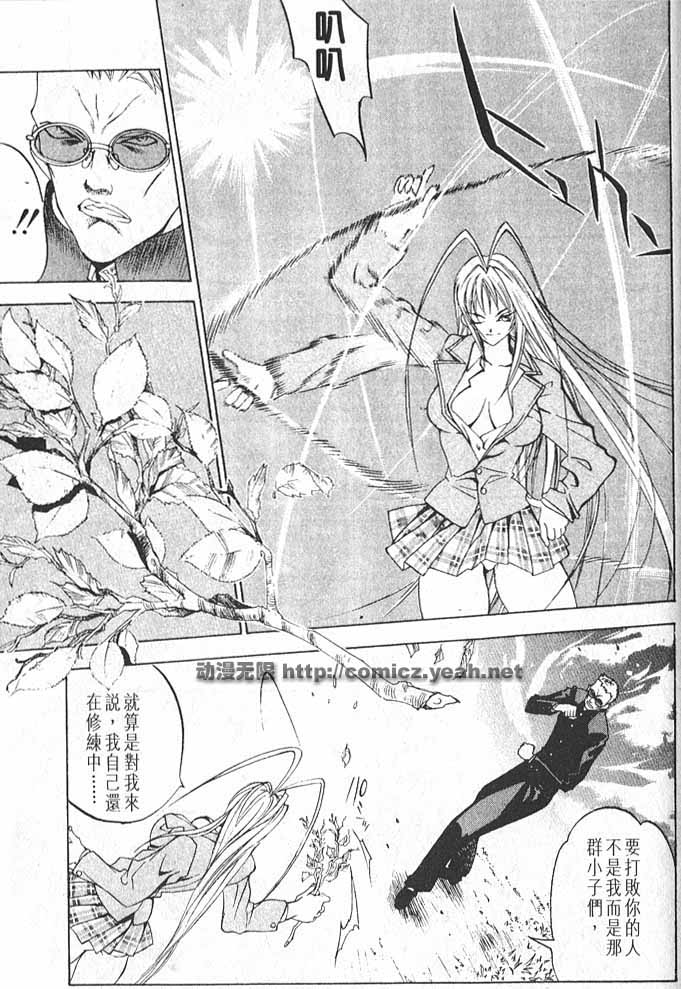 叭
叭
!!
要打敗你的人
不是我而是那
群小子們，
就算是對我來
說，我自己還
在修練中……
动漫无限 http://comicz.yeah.net